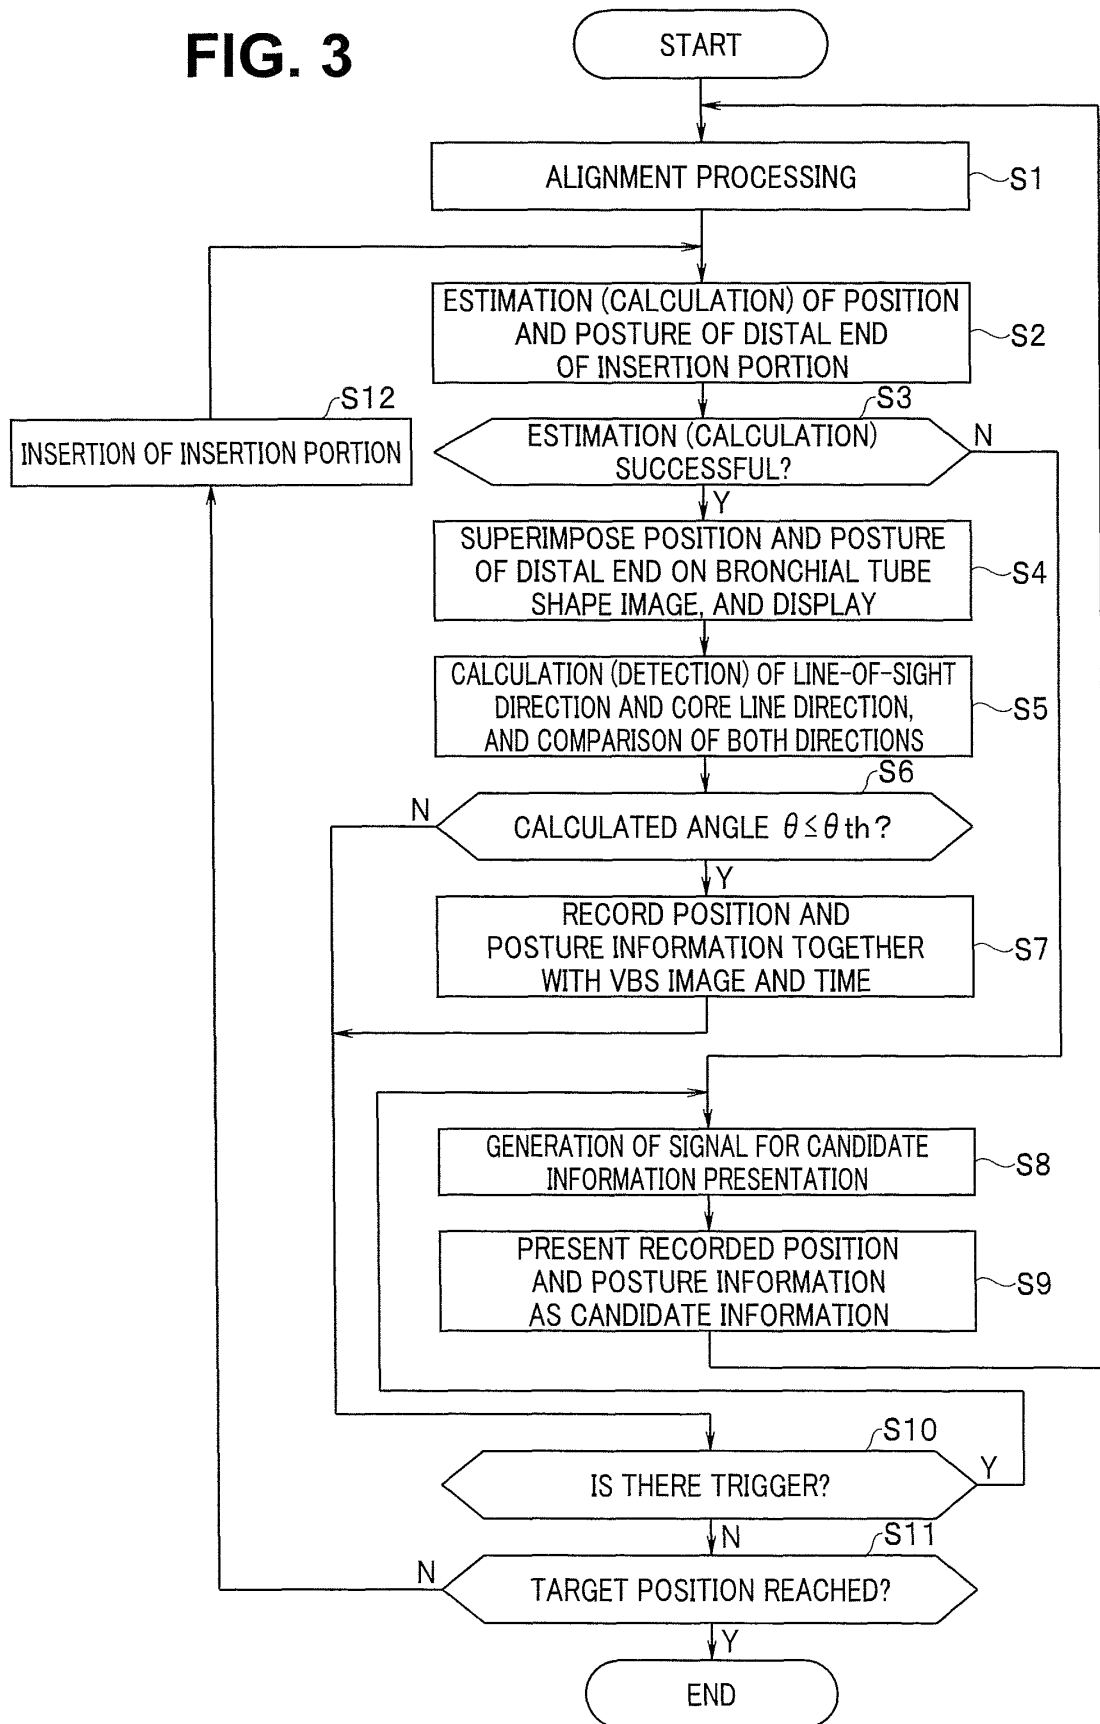 FIG. 3
START
ALIGNMENT PROCESSING
S1
ESTIMATION (CALCULATION) OF POSITION
AND POSTURE OF DISTAL END
OF INSERTION PORTION
S2
S12
INSERTION OF INSERTION PORTION
S3
ESTIMATION (CALCULATION)
SUCCESSFUL?
N
Y
SUPERIMPOSE POSITION AND POSTURE
OF DISTAL END ON BRONCHIAL TUBE
SHAPE IMAGE, AND DISPLAY
S4
CALCULATION (DETECTION) OF LINE-OF-SIGHT
DIRECTION AND CORE LINE DIRECTION,
AND COMPARISON OF BOTH DIRECTIONS
S5
S6
N
CALCULATED ANGLE θ≦θth?
Y
RECORD POSITION AND
POSTURE INFORMATION TOGETHER
WITH VBS IMAGE AND TIME
S7
GENERATION OF SIGNAL FOR CANDIDATE
INFORMATION PRESENTATION
S8
PRESENT RECORDED POSITION
AND POSTURE INFORMATION
AS CANDIDATE INFORMATION
S9
S10
IS THERE TRIGGER?
Y
N
S11
N
TARGET POSITION REACHED?
Y
END